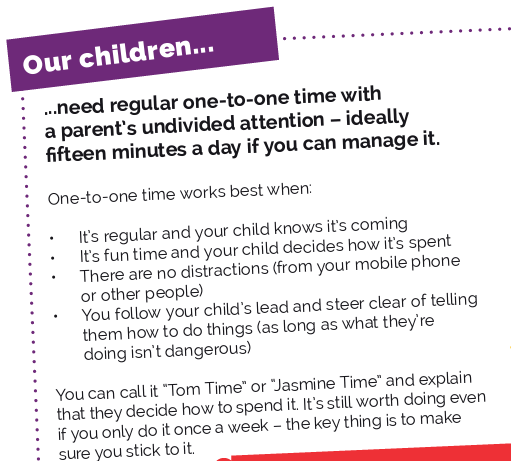 Our children...
...need regular one-to-one time with
a parent's undivided attention – ideally
fifteen minutes a day if you can manage it.
One-to-one time works best when:
• It's regular and your child knows it's coming
• It's fun time and your child decides how it's spent
• There are no distractions (from your mobile phone
or other people)
• You follow your child's lead and steer clear of telling
them how to do things (as long as what they're
doing isn't dangerous)
You can call it "Tom Time" or "Jasmine Time" and explain
that they decide how to spend it. It's still worth doing even
if you only do it once a week – the key thing is to make
sure you stick to it.